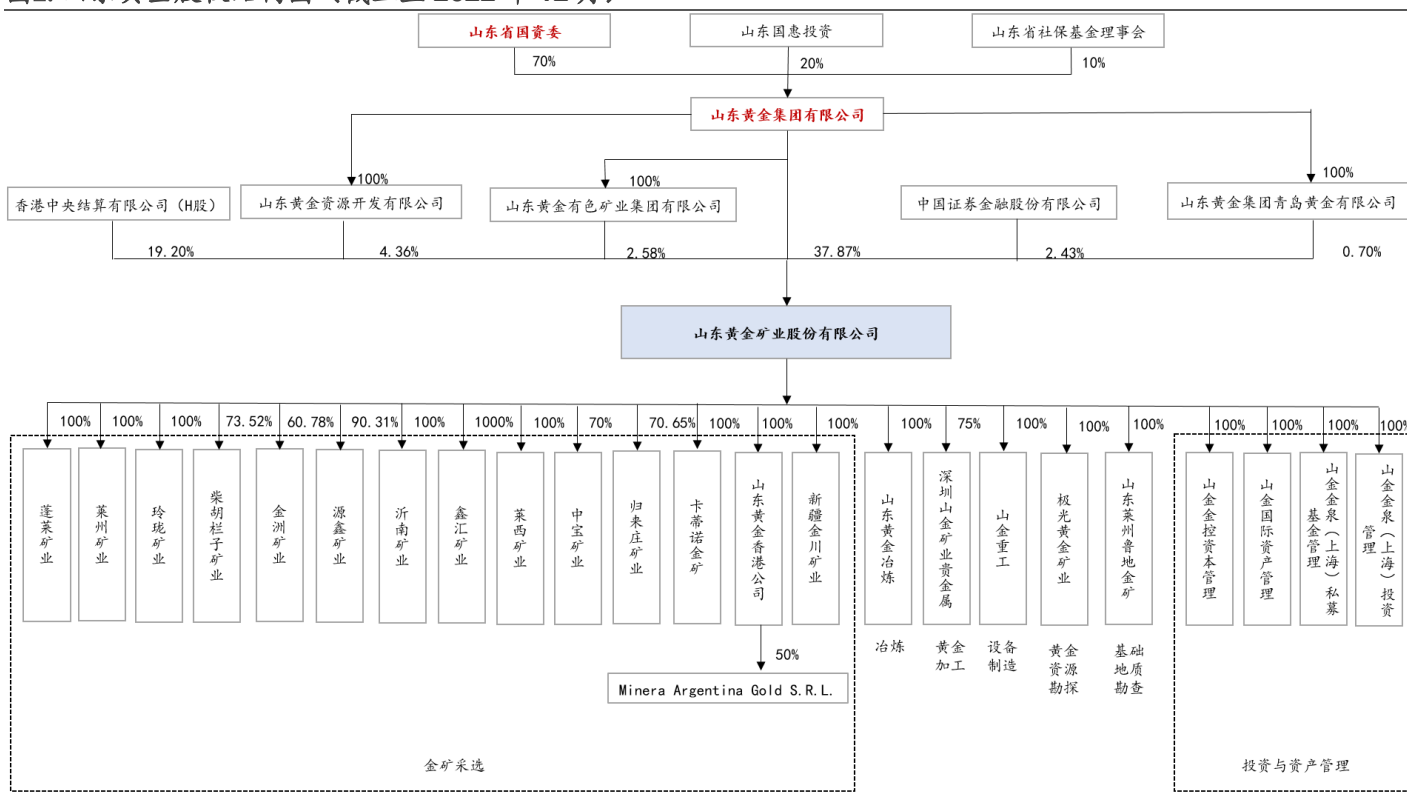 山东省国资委
山东国惠投资
山东省社保基金理事会
70%
20%
10%
山东黄金集团有限公司
100%
100%
100%
香港中央结算有限公司（H股）
山东黄金资源开发有限公司
山东黄金有色矿业集团有限公司
中国证券金融股份有限公司
山东黄金集团青岛黄金有限公司
19.20%
4.36%
2.58%
37.87%
2.43%
0.70%
山东黄金矿业股份有限公司
100%
100%
100%
73.52%
60.78%
90.31%
100%
1000%
100%
70%
70.65%
100%
100%
100%
100%
75%
100%
100%
100%
100%
100%
100%
100%
蓬莱矿业
莱州矿业
玲珑矿业
柴胡栏子矿业
金洲矿业
源鑫矿业
沂南矿业
鑫汇矿业
莱西矿业
中宝矿业
归来庄矿业
卡蒂诺金矿
山东黄金香港公司
新疆金川矿业
山东黄金冶炼
深圳山金矿业贵金属
山金重工
极光黄金矿业
山东莱州鲁地金矿
山金金控资本管理
山金国际资产管理
山金金泉（上海）私募
基金管理
山金金泉（上海）投资
管理
冶炼
黄金
加工
设备
制造
黄金
资源
勘探
基础
地质
勘查
50%
Minera Argentina Gold S.R.L.
金矿采选
投资与资产管理